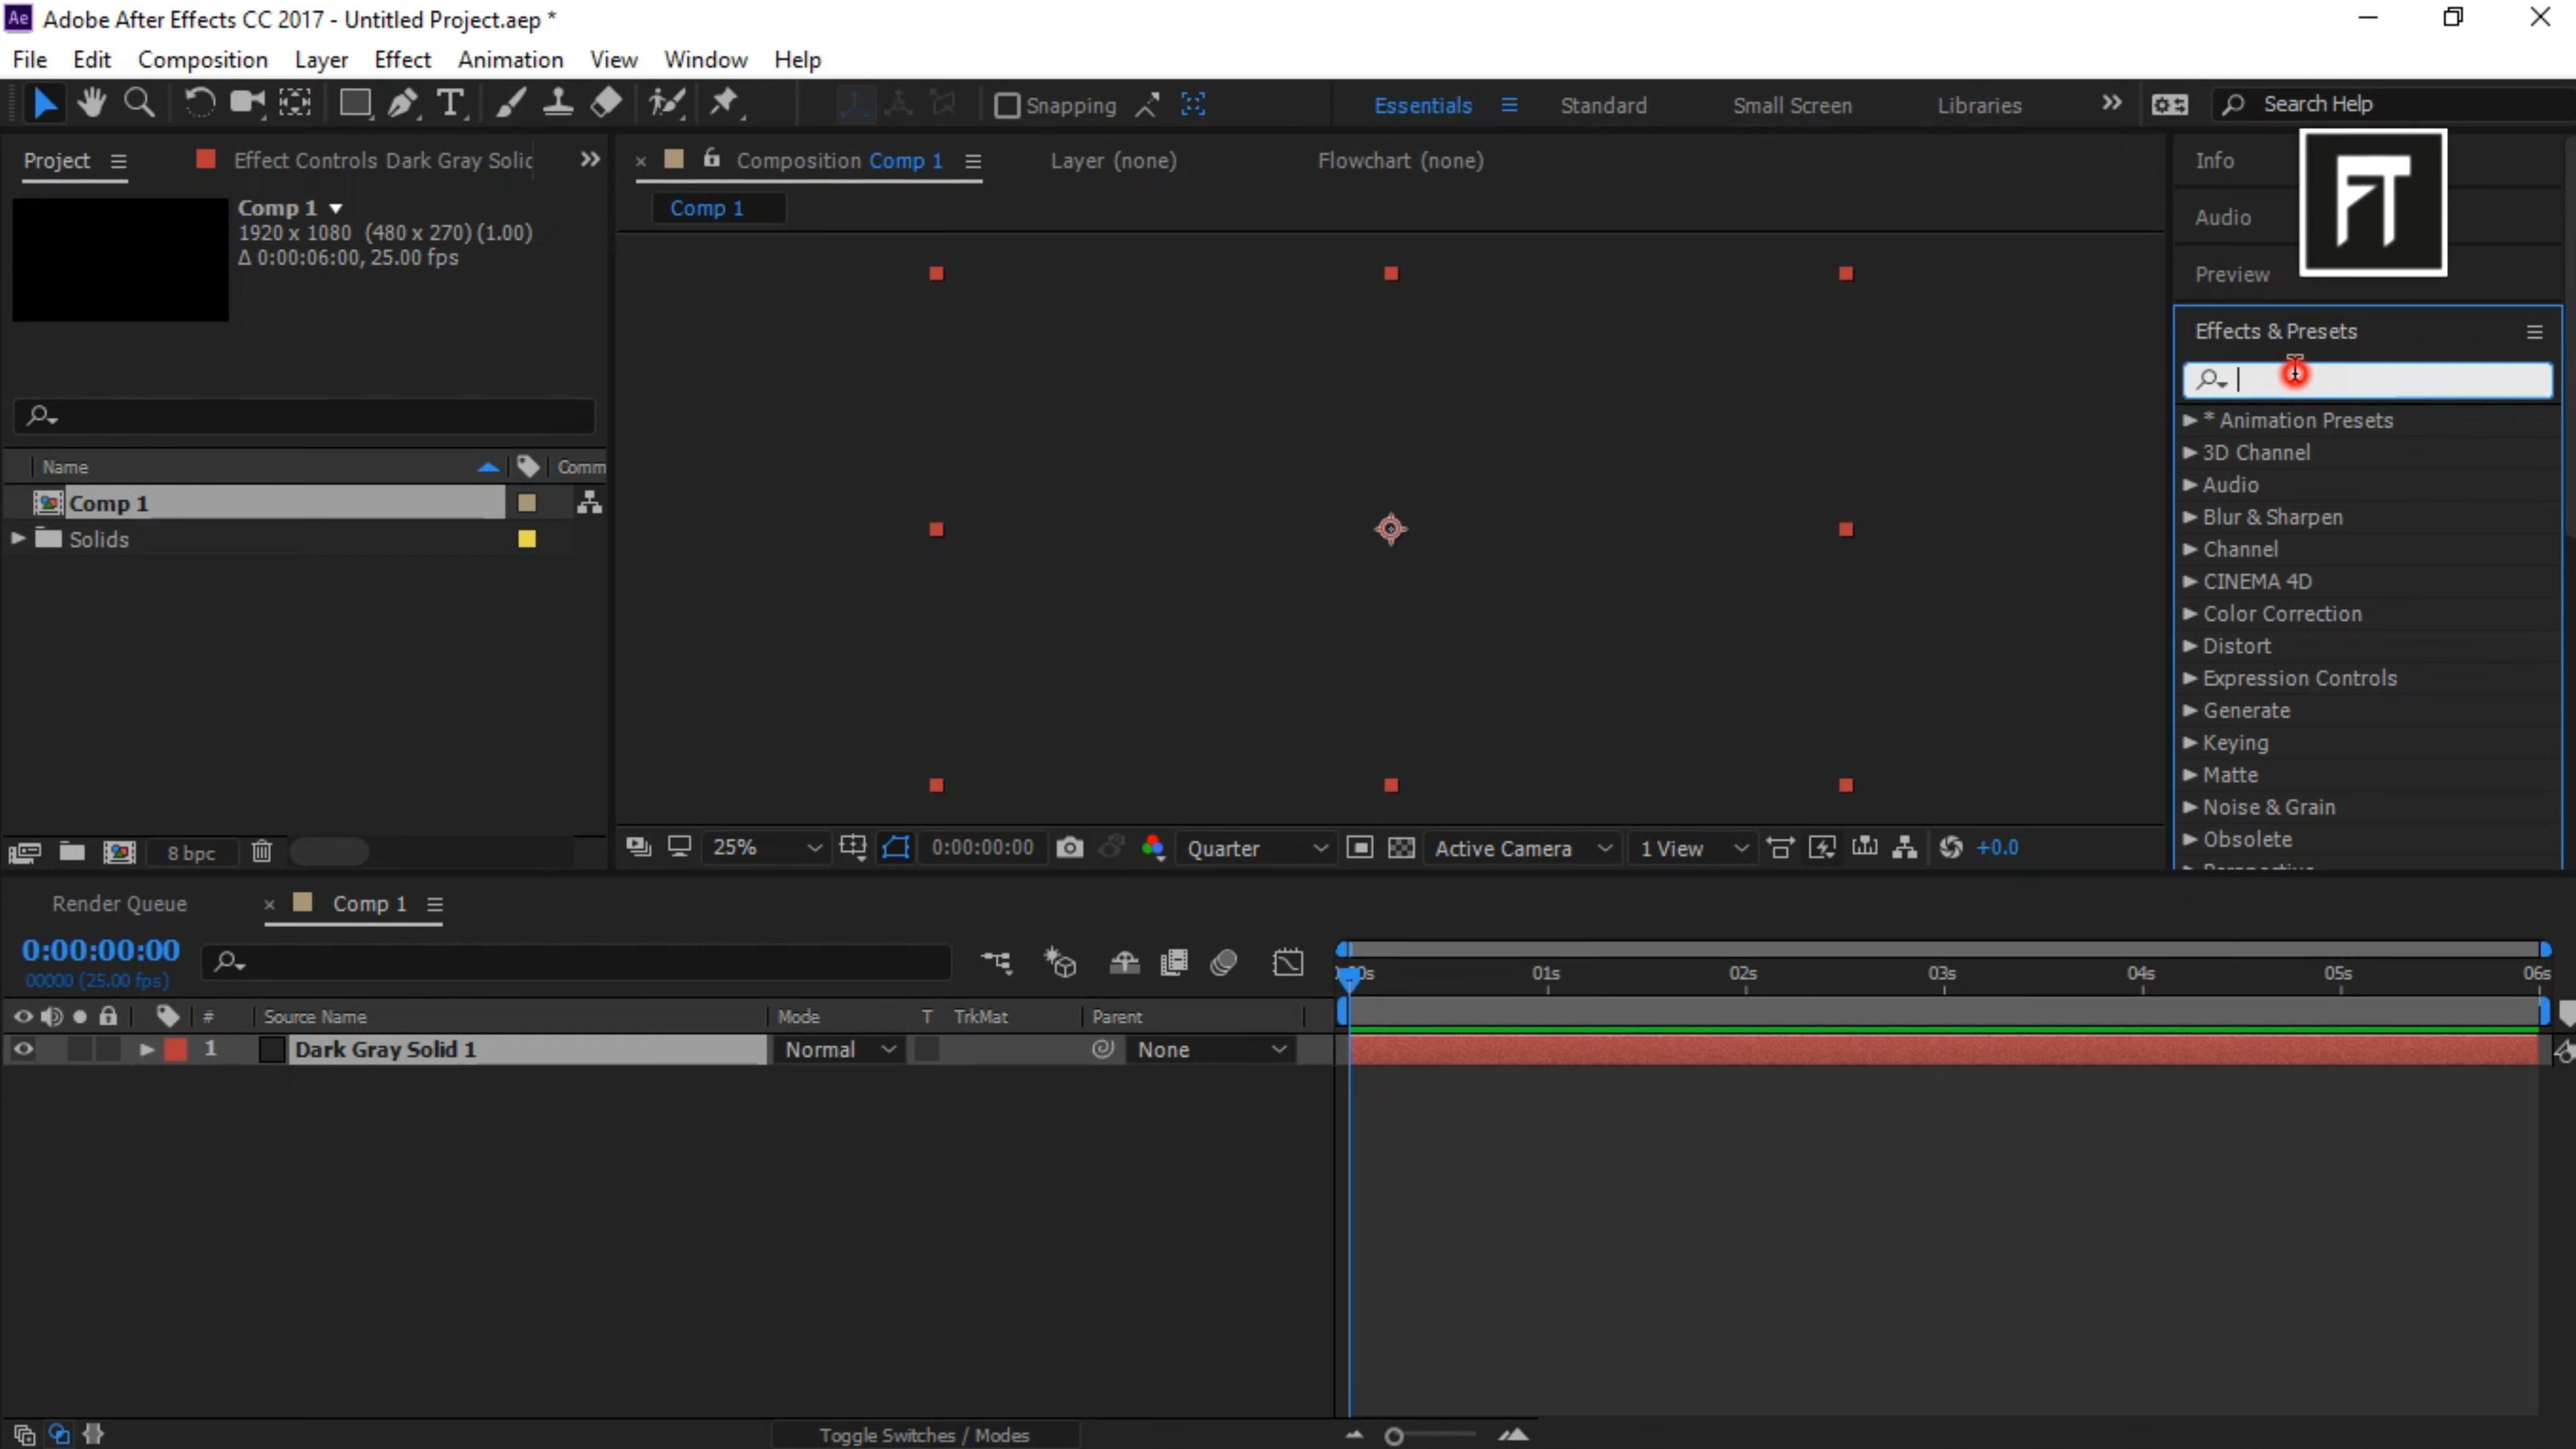 Ae Adobe After Effects CC 2017 - Untitled Project.aep *
File Edit Composition Layer Effect Animation View Window Help
T Snapping Essentials Standard Small Screen Libraries Search Help
Project Effect Controls Dark Gray Solid
Composition Comp 1 Layer (none) Flowchart (none)
Comp 1
Comp 1
1920 x 1080 (480 x 270) (1.00)
Δ 0:00:06:00, 25.00 fps
Name Comm
Comp 1
Solids
8 bpc
25% 0:00:00:00 Quarter Active Camera 1 View +0.0
Info
FT
Audio
Preview
Effects & Presets
* Animation Presets
3D Channel
Audio
Blur & Sharpen
Channel
CINEMA 4D
Color Correction
Distort
Expression Controls
Generate
Keying
Matte
Noise & Grain
Obsolete
Render Queue Comp 1
0:00:00:00
00000 (25.00 fps)
01s 02s 03s 04s 05s 06s
# Source Name Mode T TrkMat Parent
1 Dark Gray Solid 1 Normal None
Toggle Switches / Modes